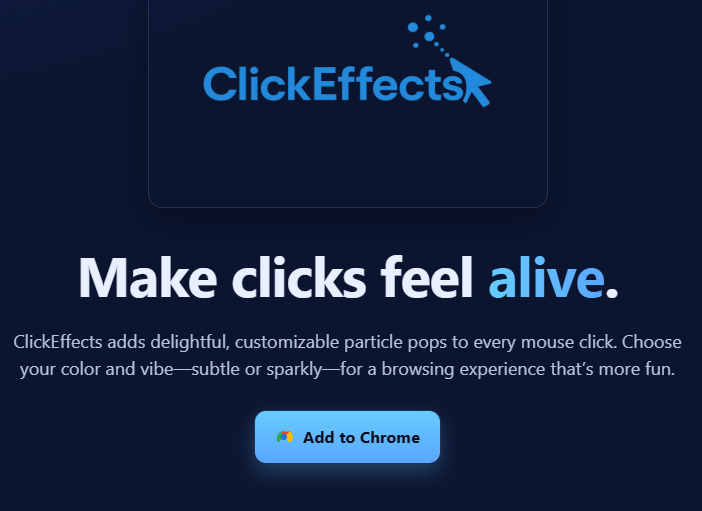 ClickEffects
Make clicks feel alive.
ClickEffects adds delightful, customizable particle pops to every mouse click. Choose
your color and vibe—subtle or sparkly—for a browsing experience that’s more fun.
Add to Chrome